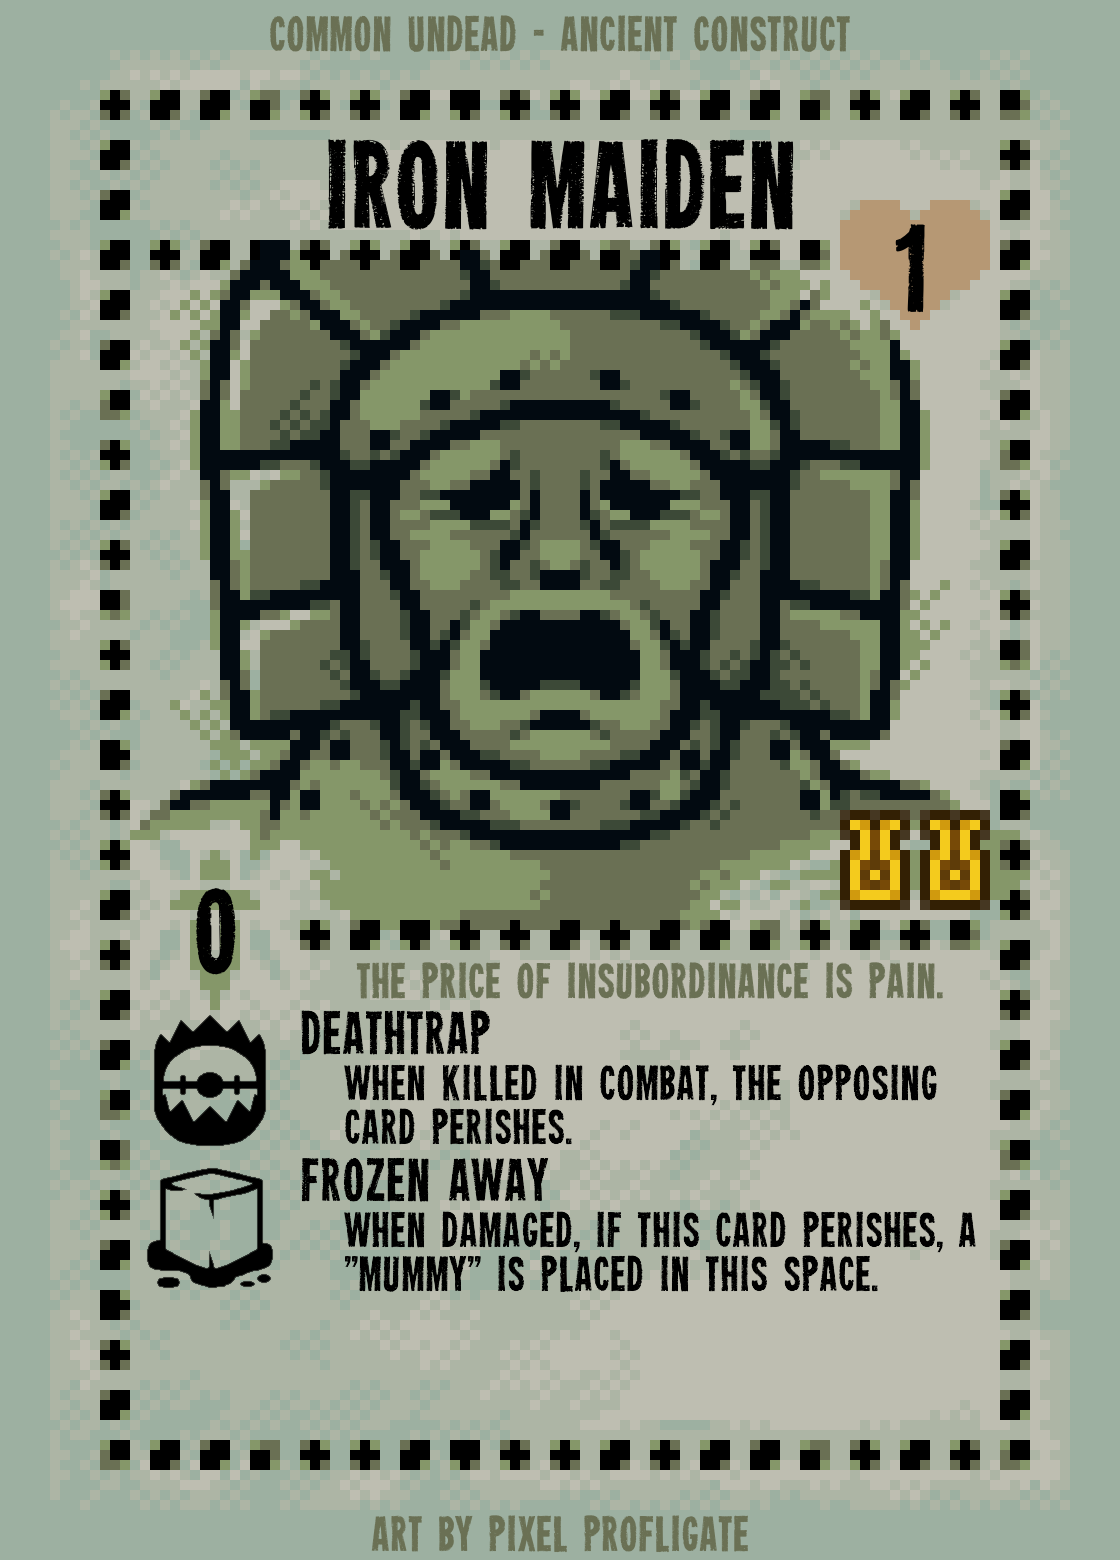 COMMON UNDEAD - ANCIENT CONSTRUCT
IRON MAIDEN
1
0
THE PRICE OF INSUBORDINANCE IS PAIN.
DEATHTRAP
WHEN KILLED IN COMBAT, THE OPPOSING
CARD PERISHES.
FROZEN AWAY
WHEN DAMAGED, IF THIS CARD PERISHES, A
"MUMMY" IS PLACED IN THIS SPACE.
ART BY PIXEL PROFLIGATE